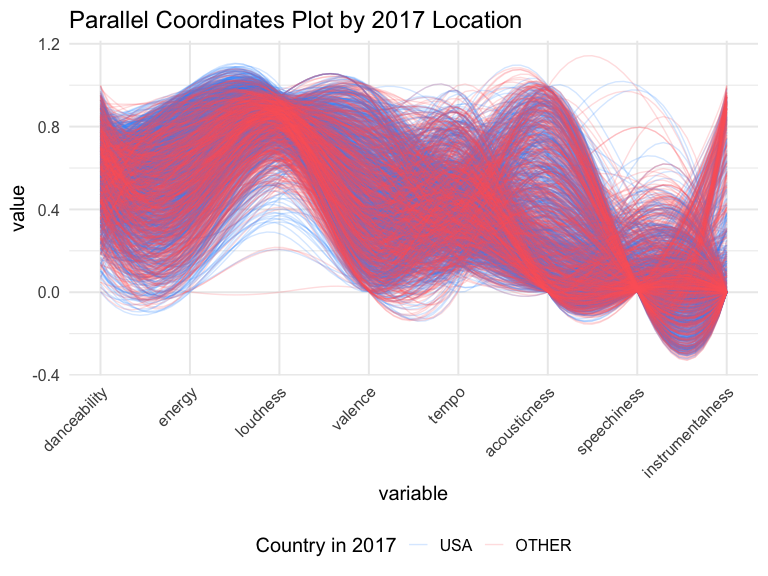 Parallel Coordinates Plot by 2017 Location
1.2
0.8
0.4
0.0
-0.4
value
danceability
energy
loudness
valence
tempo
acousticness
speechiness
instrumentalness
variable
Country in 2017 USA OTHER